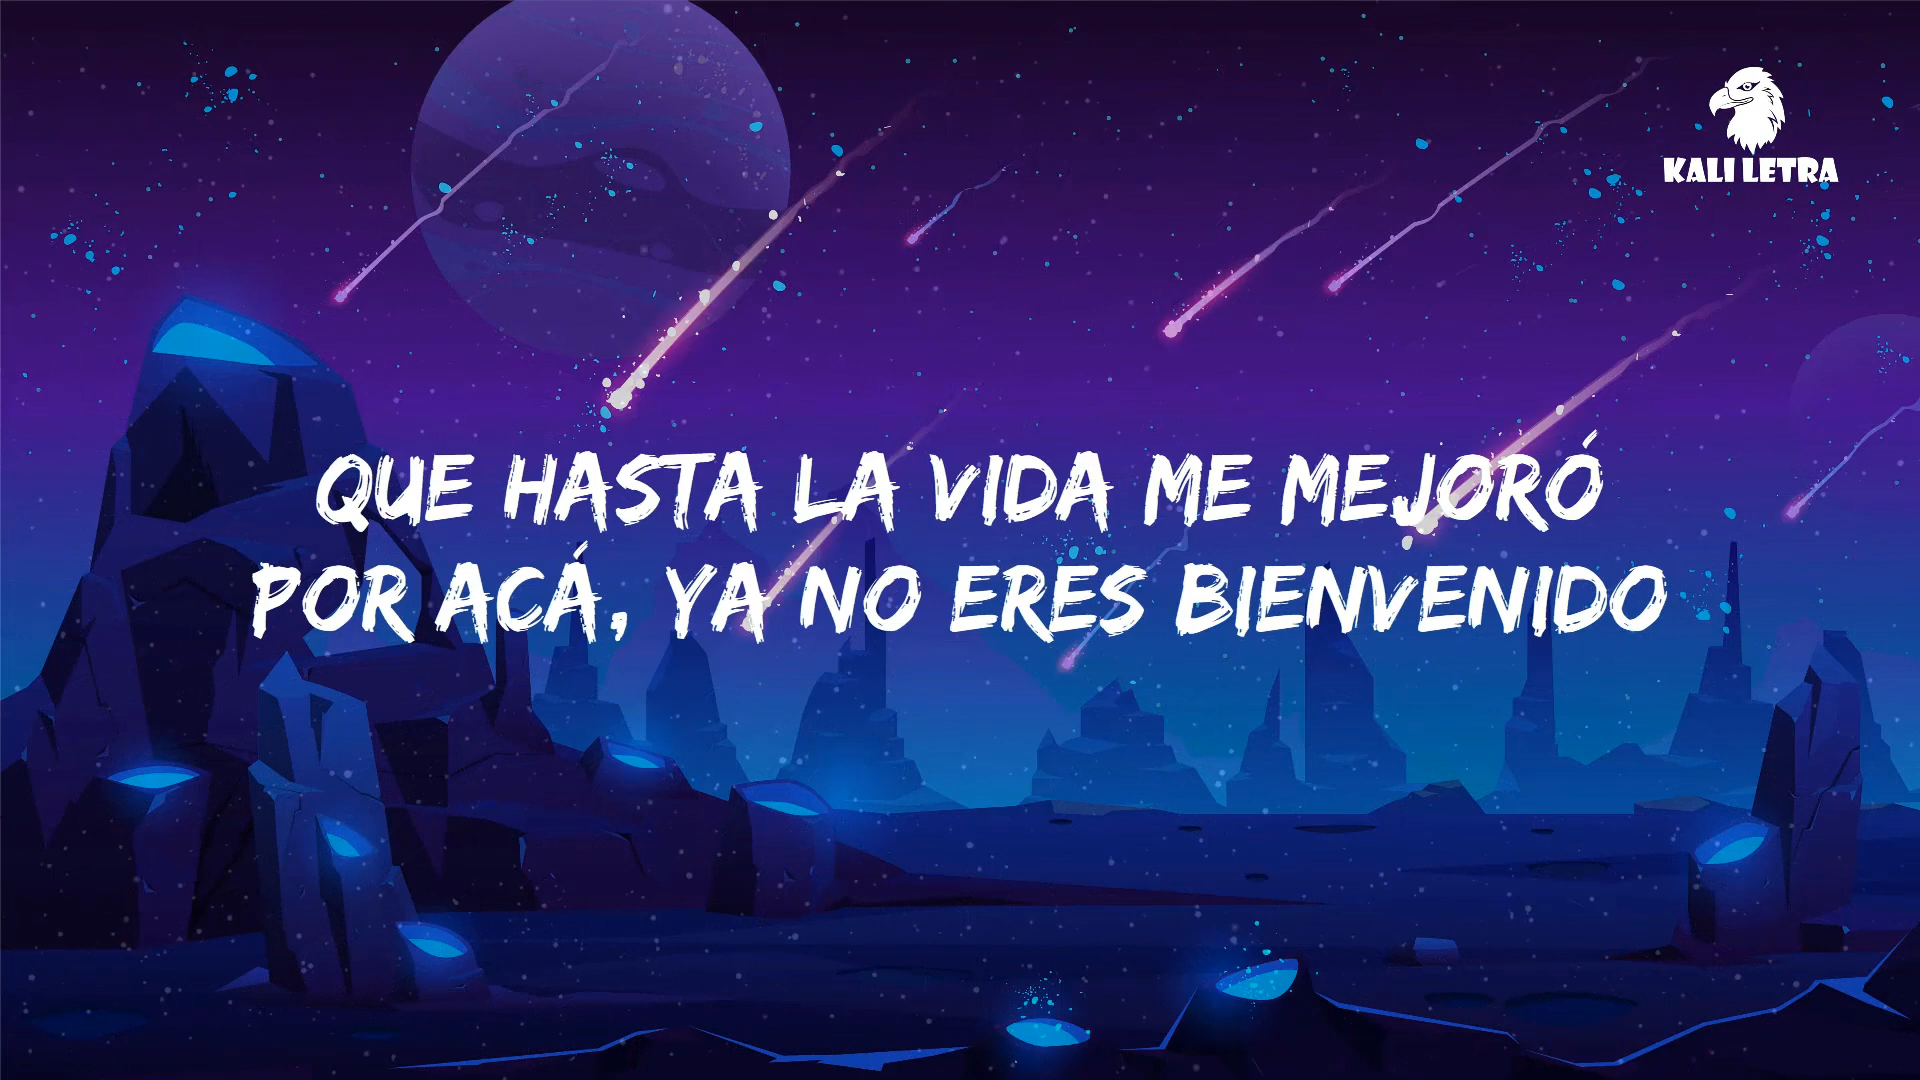 KALI LETRA
QUE HASTA LA VIDA ME MEJORÓ
POR ACÁ, YA NO ERES BIENVENIDO